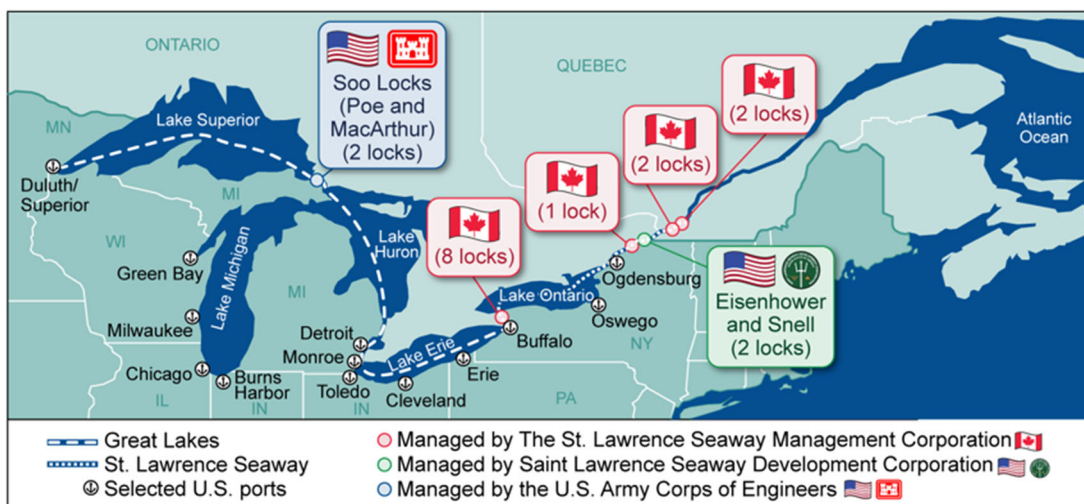 ONTARIO
QUEBEC
Soo Locks
(Poe and
MacArthur)
(2 locks)
(2 locks)
(2 locks)
(1 lock)
(8 locks)
Eisenhower
and Snell
(2 locks)
Atlantic
Ocean
MN
Lake Superior
Duluth/
Superior
MI
WI
Green Bay
Lake Michigan
Lake
Huron
MI
Milwaukee
Chicago
Burns
Harbor
IL
IN
Detroit
Monroe
Toledo
IN
Lake Erie
Cleveland
Erie
Buffalo
Lake Ontario
Ogdensburg
Oswego
NY
PA
Great Lakes
St. Lawrence Seaway
Selected U.S. ports
Managed by The St. Lawrence Seaway Management Corporation
Managed by Saint Lawrence Seaway Development Corporation
Managed by the U.S. Army Corps of Engineers